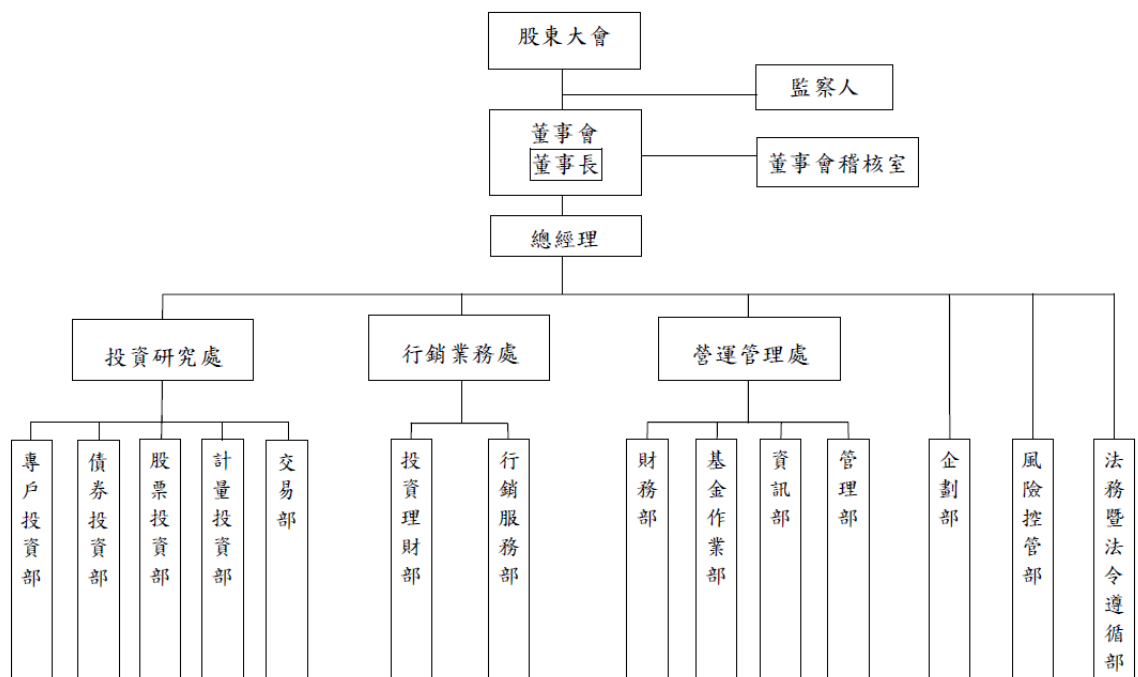 股東大會
監察人
董事會
董事長
董事會稽核室
總經理
投資研究處
行銷業務處
營運管理處
專戶投資部
債券投資部
股票投資部
計量投資部
交易部
投資理財部
行銷服務部
財務部
基金作業部
資訊部
管理部
企劃部
風險控管部
法務暨法令遵循部